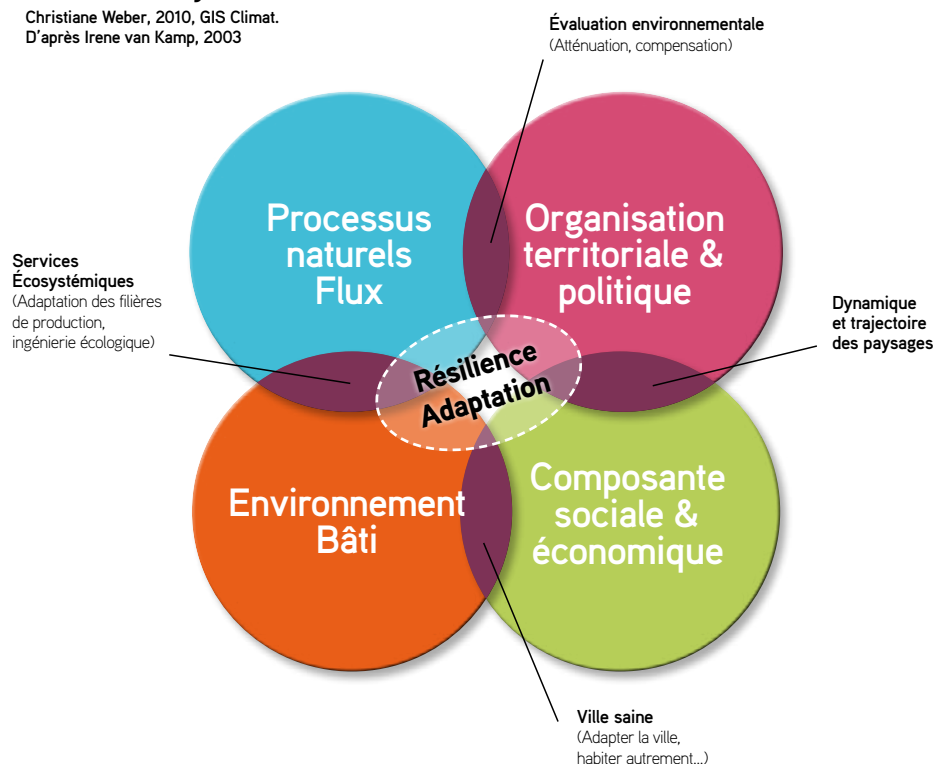 Christiane Weber, 2010, GIS Climat.
D'après Irene van Kamp, 2003
Évaluation environnementale
(Atténuation, compensation)
Processus
naturels
Flux
Organisation
territoriale &
politique
Services
Écosystémiques
(Adaptation des filières
de production,
ingénierie écologique)
Dynamique
et trajectoire
des paysages
Résilience
Adaptation
Environnement
Bâti
Composante
sociale &
économique
Ville saine
(Adapter la ville,
habiter autrement...)